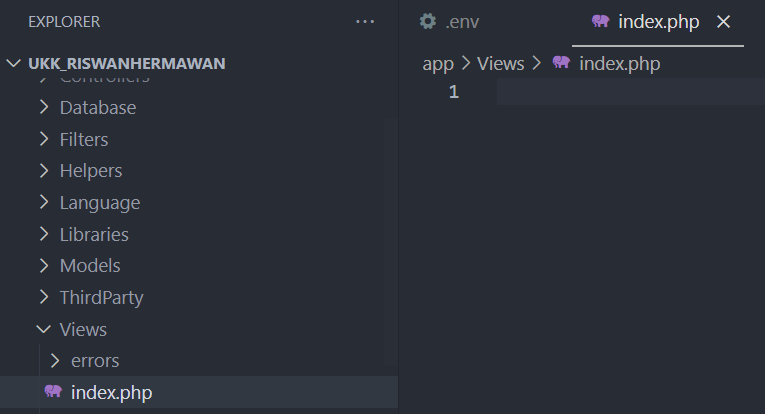 EXPLORER
UKK_RISWANHERMAWAN
Controllers
Database
Filters
Helpers
Language
Libraries
Models
ThirdParty
Views
errors
index.php
.env
index.php
app > Views > index.php
1